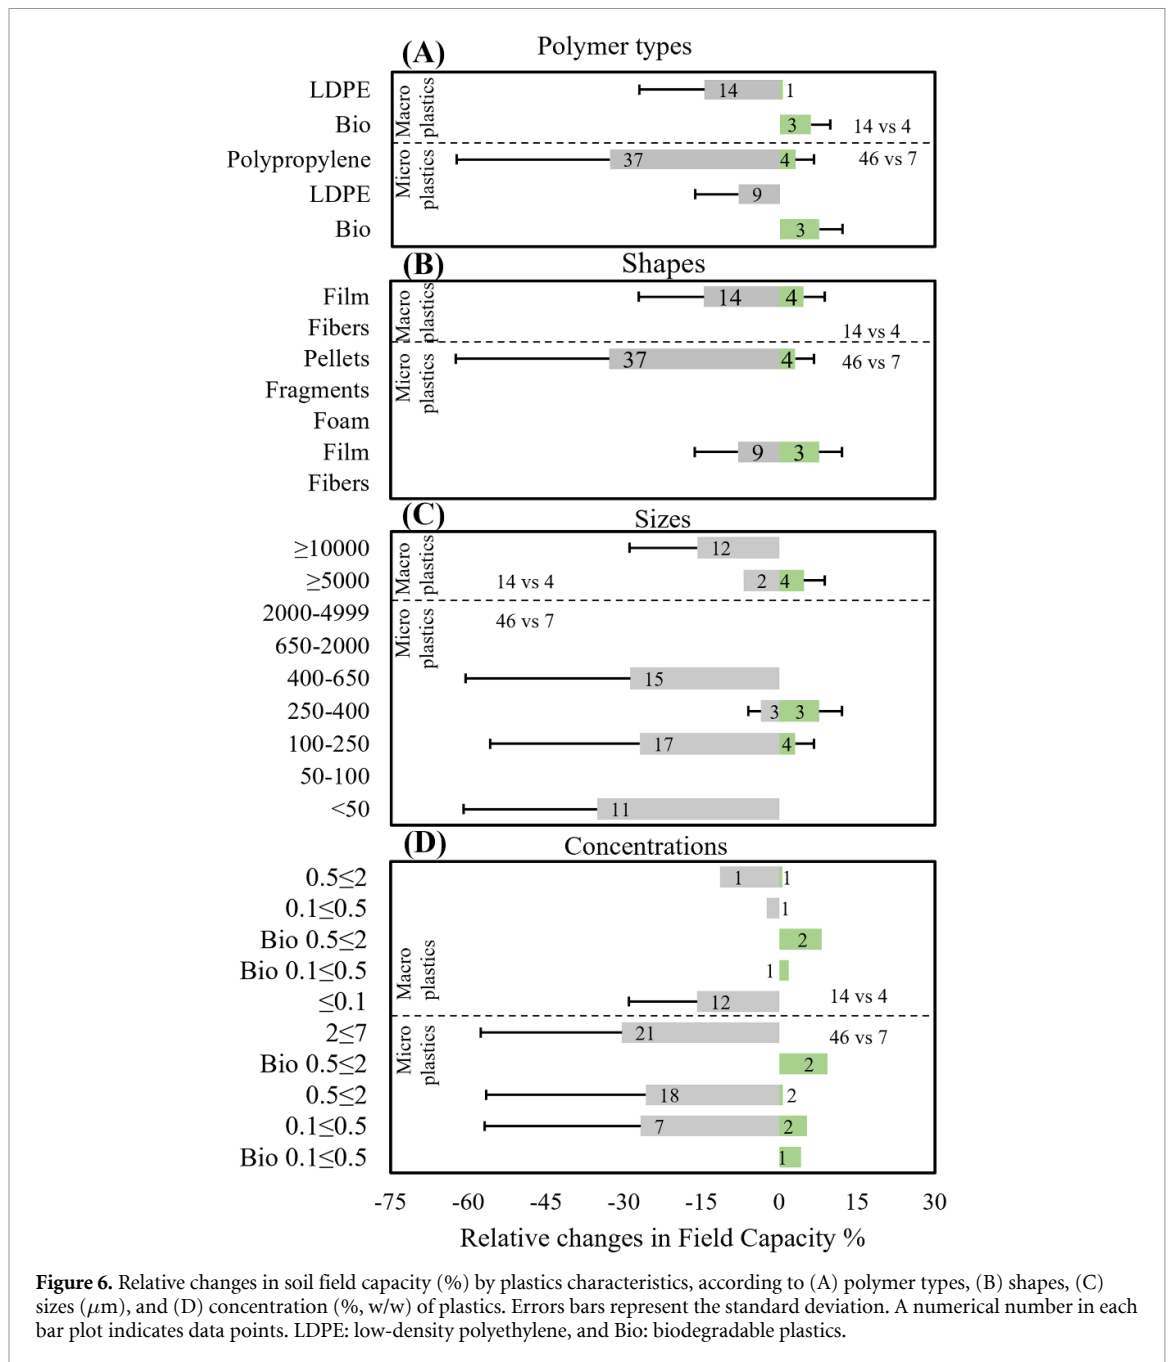 (A) Polymer types
Macro
plastics
LDPE 14 1
Bio 3 14 vs 4
Micro
plastics
Polypropylene 37 4 46 vs 7
LDPE 9
Bio 3
(B) Shapes
Macro
plastics
Film 14 4
Fibers 14 vs 4
Micro
plastics
Pellets 37 4 46 vs 7
Fragments
Foam
Film 9 3
Fibers
(C) Sizes
Macro
plastics
≥10000 12
≥5000 14 vs 4 2 4
Micro
plastics
2000-4999 46 vs 7
650-2000
400-650 15
250-400 3 3
100-250 17 4
50-100
<50 11
(D) Concentrations
Macro
plastics
0.5≤2 1 1
0.1≤0.5 1
Bio 0.5≤2 2
Bio 0.1≤0.5 1
≤0.1 12 14 vs 4
Micro
plastics
2≤7 21 46 vs 7
Bio 0.5≤2 2
0.5≤2 18 2
0.1≤0.5 7 2
Bio 0.1≤0.5 1
-75 -60 -45 -30 -15 0 15 30
Relative changes in Field Capacity %
Figure 6. Relative changes in soil field capacity (%) by plastics characteristics, according to (A) polymer types, (B) shapes, (C)
sizes (μm), and (D) concentration (%, w/w) of plastics. Errors bars represent the standard deviation. A numerical number in each
bar plot indicates data points. LDPE: low-density polyethylene, and Bio: biodegradable plastics.